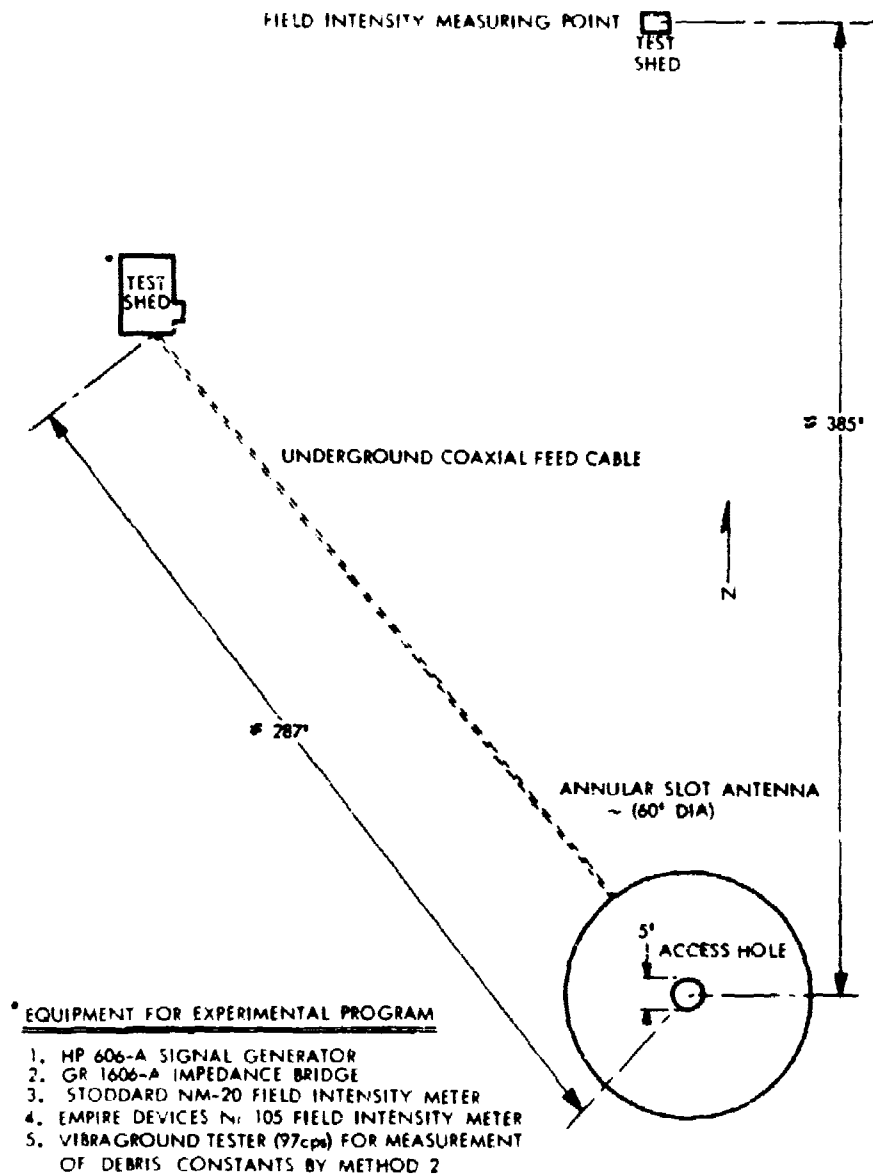 FIELD INTENSITY MEASURING POINT
TEST
SHED
TEST
SHED
≅ 385'
UNDERGROUND COAXIAL FEED CABLE
N
≅ 287'
ANNULAR SLOT ANTENNA
~ (60' DIA)
5'
ACCESS HOLE
* EQUIPMENT FOR EXPERIMENTAL PROGRAM
1. HP 606-A SIGNAL GENERATOR
2. GR 1606-A IMPEDANCE BRIDGE
3. STODDARD NM-20 FIELD INTENSITY METER
4. EMPIRE DEVICES 105 FIELD INTENSITY METER
5. VIBRAGROUND TESTER (97cps) FOR MEASUREMENT
OF DEBRIS CONSTANTS BY METHOD 2